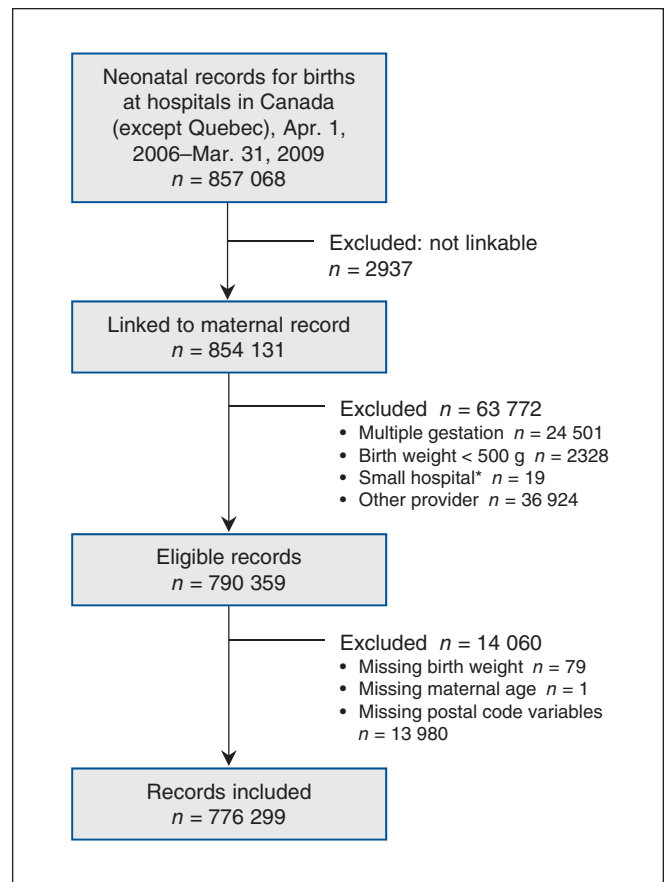 Neonatal records for births
at hospitals in Canada
(except Quebec), Apr. 1,
2006–Mar. 31, 2009
n = 857 068
Excluded: not linkable
n = 2937
Linked to maternal record
n = 854 131
Excluded n = 63 772
• Multiple gestation n = 24 501
• Birth weight < 500 g n = 2328
• Small hospital* n = 19
• Other provider n = 36 924
Eligible records
n = 790 359
Excluded n = 14 060
• Missing birth weight n = 79
• Missing maternal age n = 1
• Missing postal code variables
n = 13 980
Records included
n = 776 299